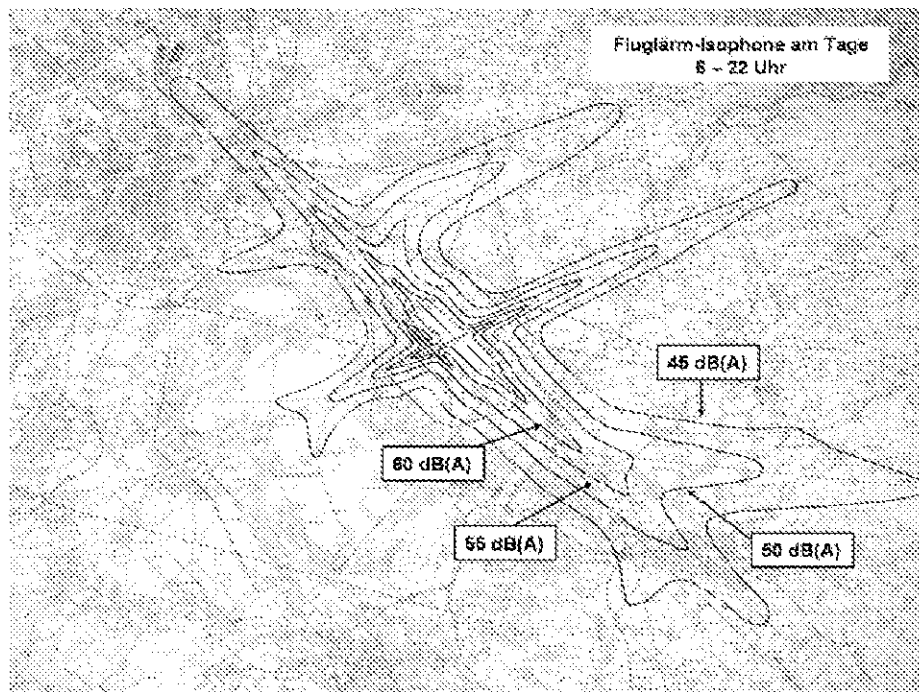 Fluglärm-Isophone am Tage
6 – 22 Uhr
45 dB(A)
60 dB(A)
55 dB(A)
50 dB(A)